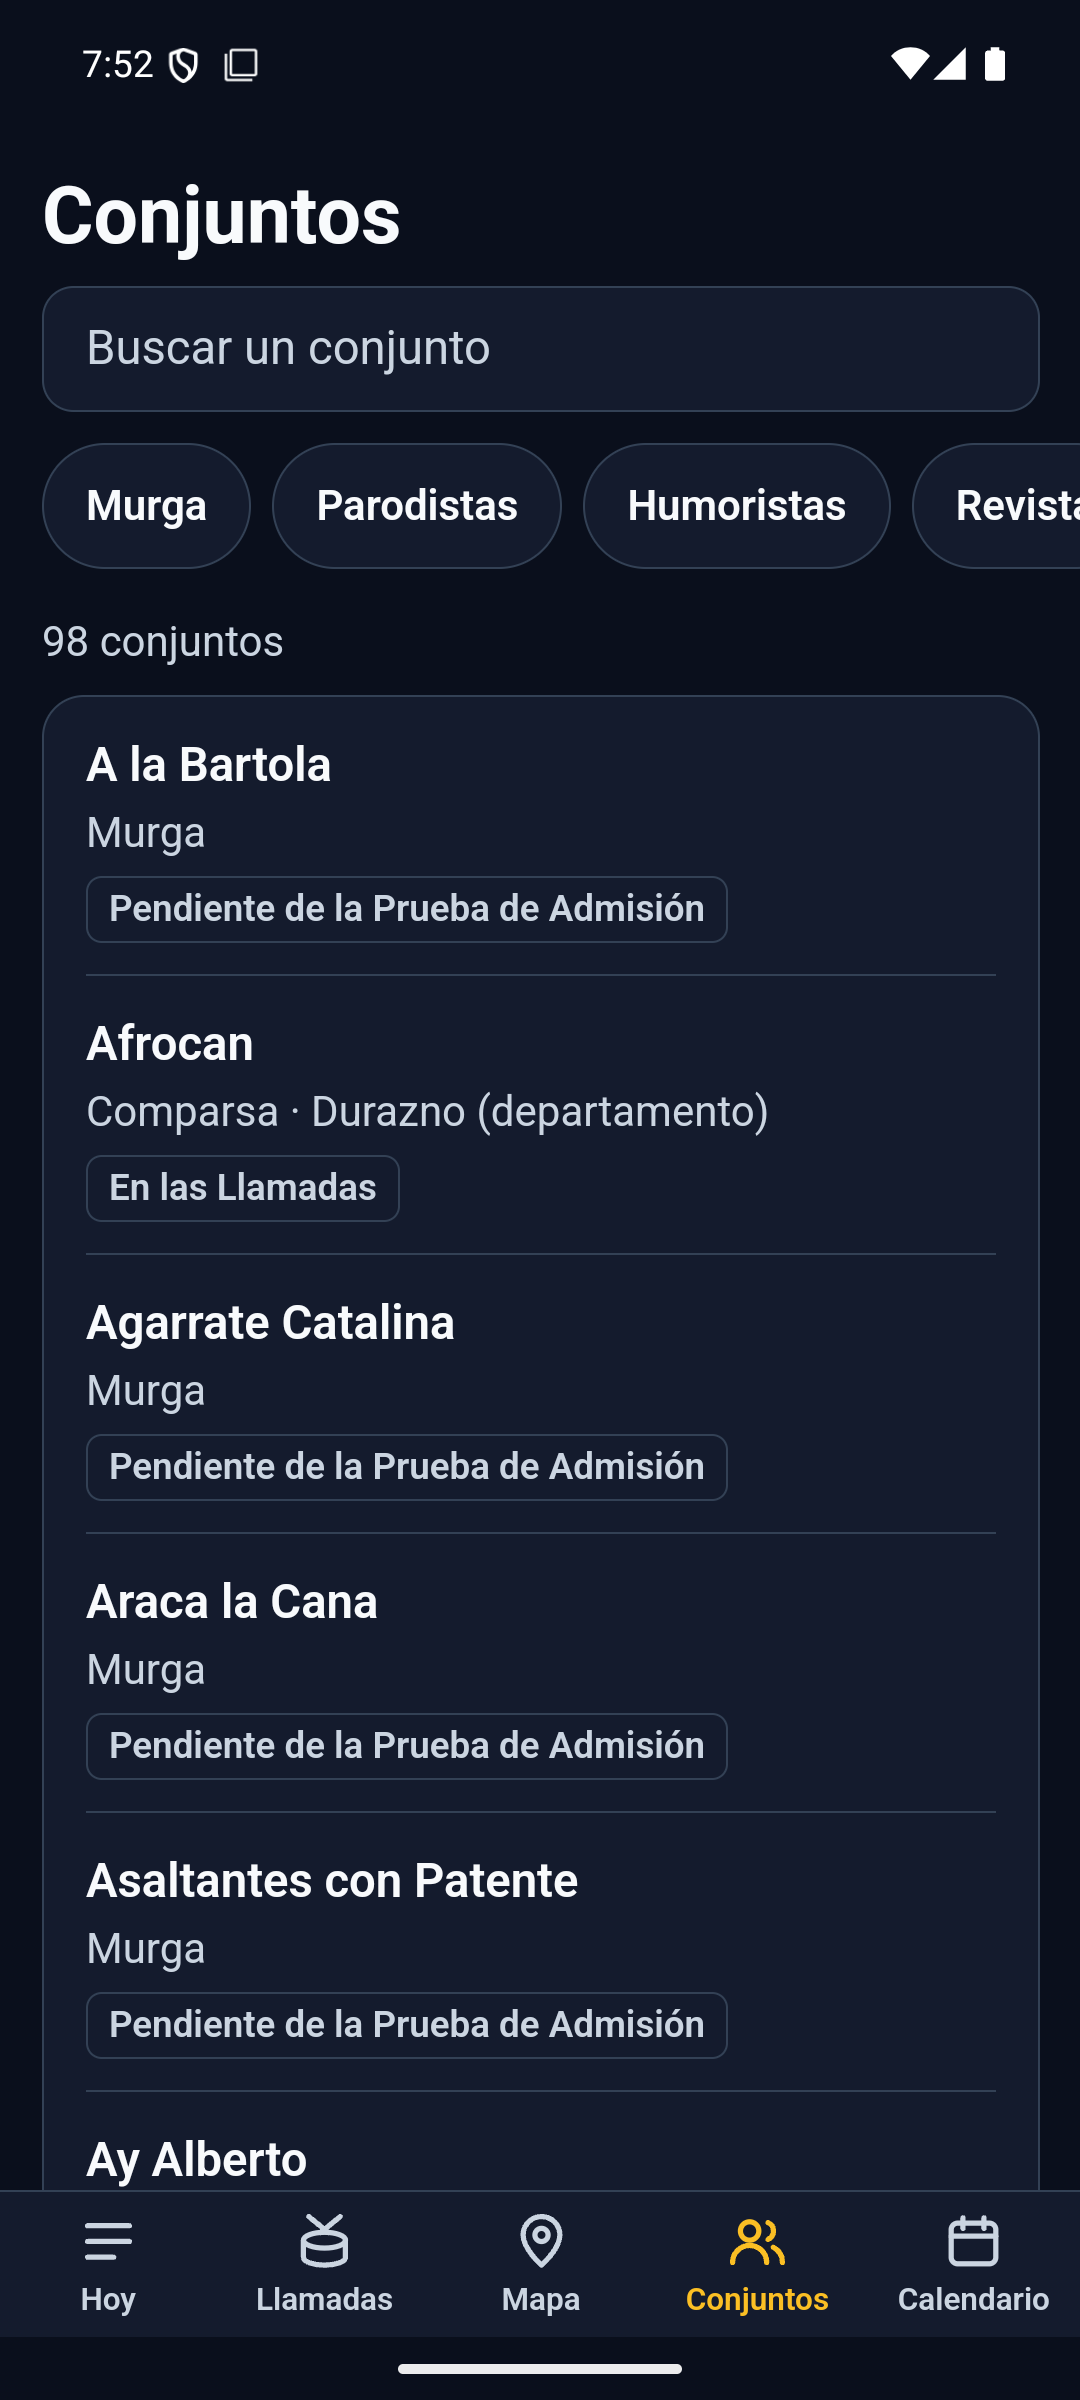 7:52
Conjuntos
Buscar un conjunto
Murga
Parodistas
Humoristas
Revista
98 conjuntos
A la Bartola
Murga
Pendiente de la Prueba de Admisión
Afrocan
Comparsa · Durazno (departamento)
En las Llamadas
Agarrate Catalina
Murga
Pendiente de la Prueba de Admisión
Araca la Cana
Murga
Pendiente de la Prueba de Admisión
Asaltantes con Patente
Murga
Pendiente de la Prueba de Admisión
Ay Alberto
Hoy
Llamadas
Mapa
Conjuntos
Calendario